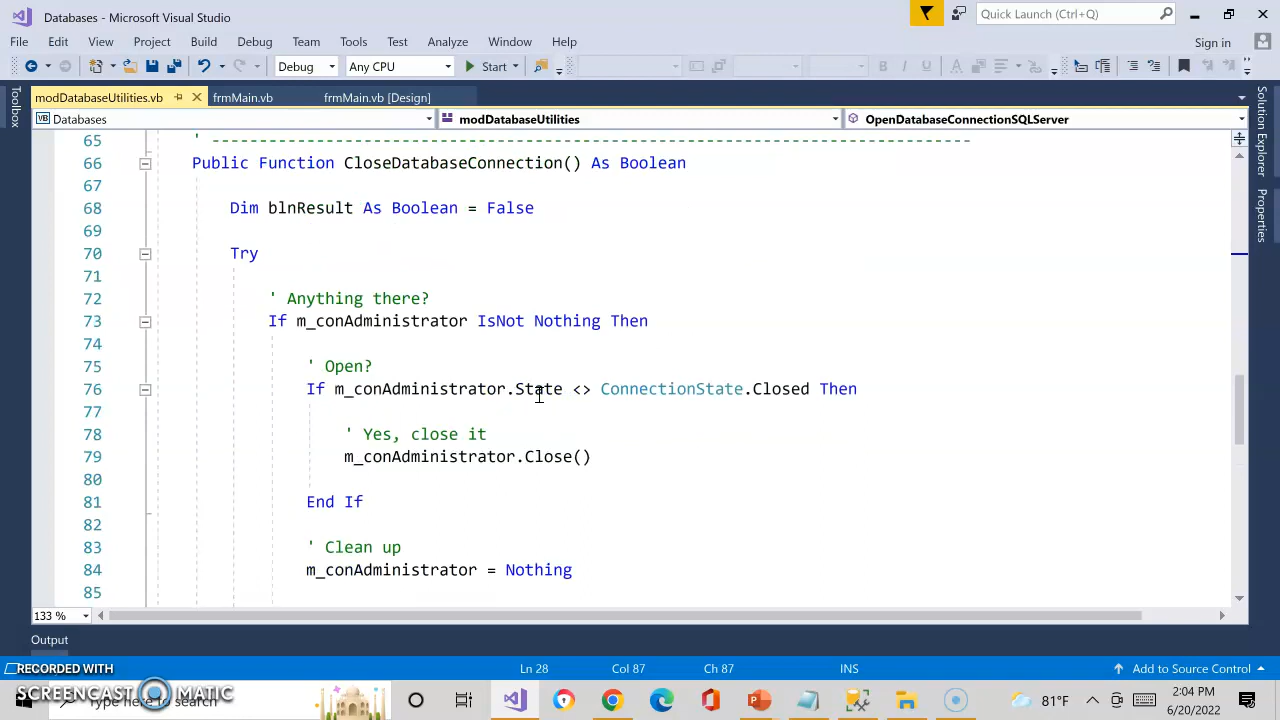 Databases - Microsoft Visual Studio
Quick Launch (Ctrl+Q)
File Edit View Project Build Debug Team Tools Test Analyze Window Help
Sign in
Debug Any CPU Start
modDatabaseUtilities.vb frmMain.vb frmMain.vb [Design]
Toolbox
Solution Explorer
Properties
VB Databases modDatabaseUtilities OpenDatabaseConnectionSQLServer
65 ' --------------------------------------------------------------------------------
66 Public Function CloseDatabaseConnection() As Boolean
67
68 Dim blnResult As Boolean = False
69
70 Try
71
72 ' Anything there?
73 If m_conAdministrator IsNot Nothing Then
74
75 ' Open?
76 If m_conAdministrator.State <> ConnectionState.Closed Then
77
78 ' Yes, close it
79 m_conAdministrator.Close()
80
81 End If
82
83 ' Clean up
84 m_conAdministrator = Nothing
85
133 %
Output
RECORDED WITH
Ln 28 Col 87 Ch 87 INS Add to Source Control
SCREENCAST MATIC
Type here to search
81°F
2:04 PM
6/20/2022